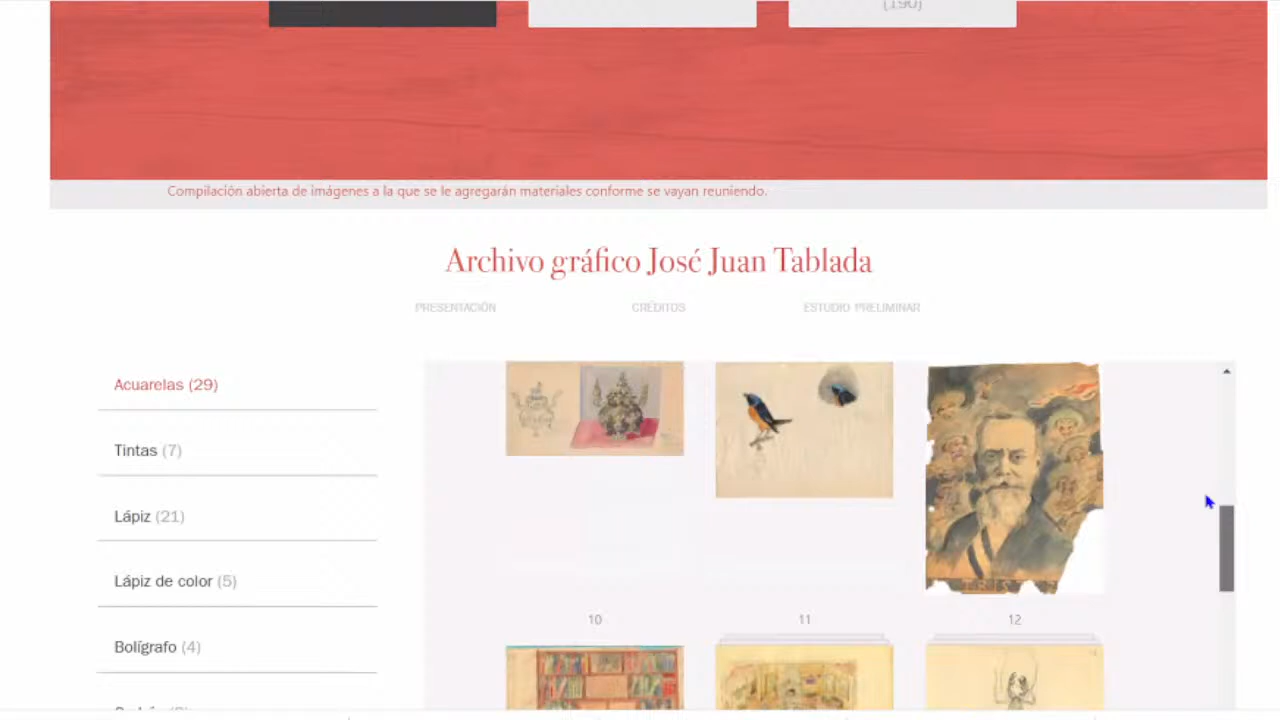 (190)
Compilación abierta de imágenes a la que se le agregarán materiales conforme se vayan reuniendo.
Archivo gráfico José Juan Tablada
PRESENTACIÓN
CRÉDITOS
ESTUDIO PRELIMINAR
Acuarelas (29)
Tintas (7)
Lápiz (21)
Lápiz de color (5)
Bolígrafo (4)
10
11
12